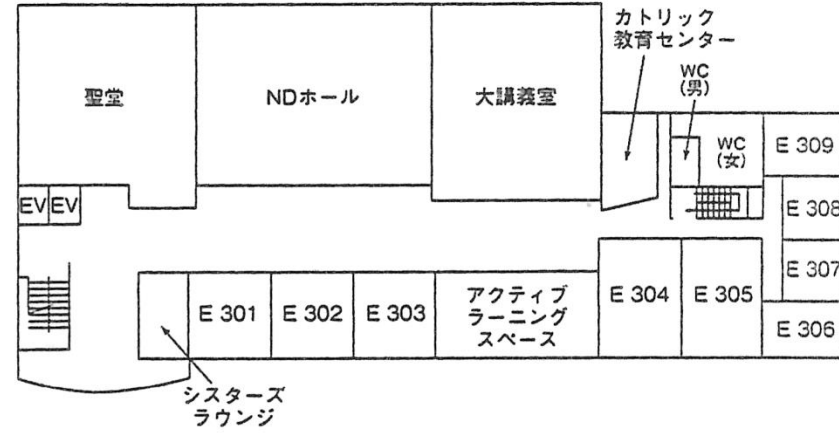 カトリック
教育センター
WC
(男)
聖堂
NDホール
大講義室
WC
(女)
E 309
EV
EV
E 308
E 307
E 301
E 302
E 303
アクティブ
ラーニング
スペース
E 304
E 305
E 306
シスターズ
ラウンジ